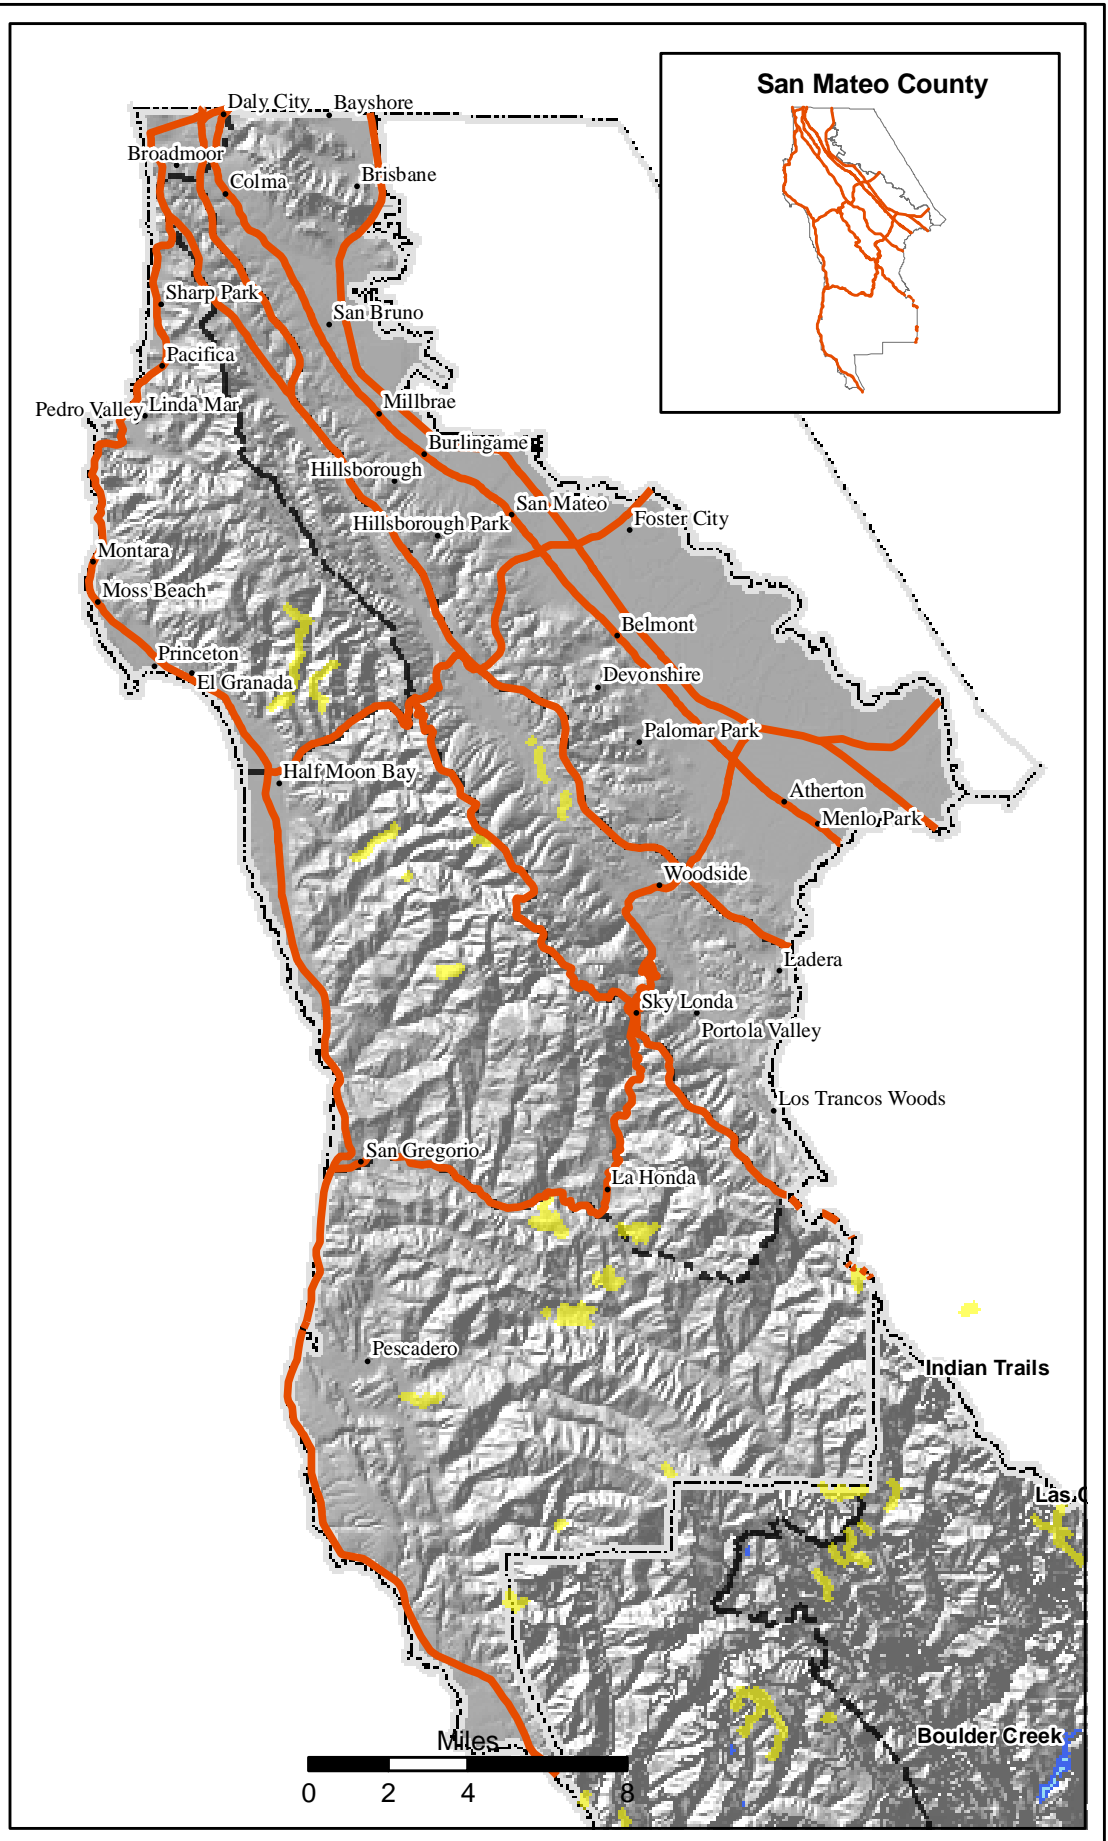 San Mateo County
Daly City
Bayshore
Broadmoor
Colma
Brisbane
Sharp Park
San Bruno
Pacifica
Pedro Valley
Linda Mar
Millbrae
Burlingame
Hillsborough
San Mateo
Hillsborough Park
Foster City
Montara
Moss Beach
Belmont
Princeton
El Granada
Devonshire
Palomar Park
Half Moon Bay
Atherton
Menlo Park
Woodside
Ladera
Sky Londa
Portola Valley
Los Trancos Woods
San Gregorio
La Honda
Pescadero
Indian Trails
Las
Boulder Creek
Miles
0 2 4 8